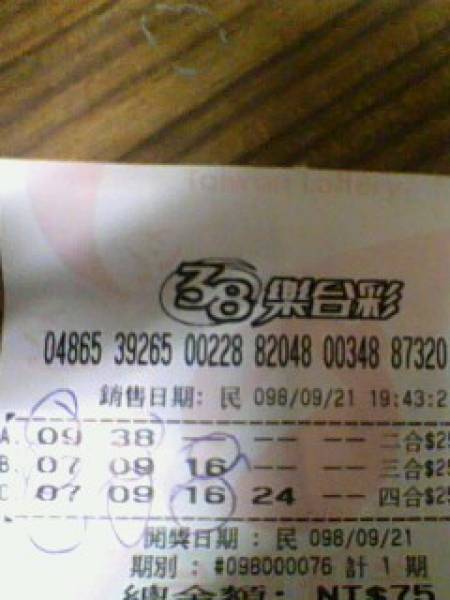 Taiwan Lottery
38樂合彩
04865 39265 00228 82048 00348 87320
銷售日期: 民 098/09/21 19:43:2
A. 09 38 -- -- -- 二合$25
B. 07 09 16 -- -- 三合$25
C 07 09 16 24 -- 四合$25
開獎日期 : 民 098/09/21
期別 : #098000076 計 1 期
總金額: NT$75